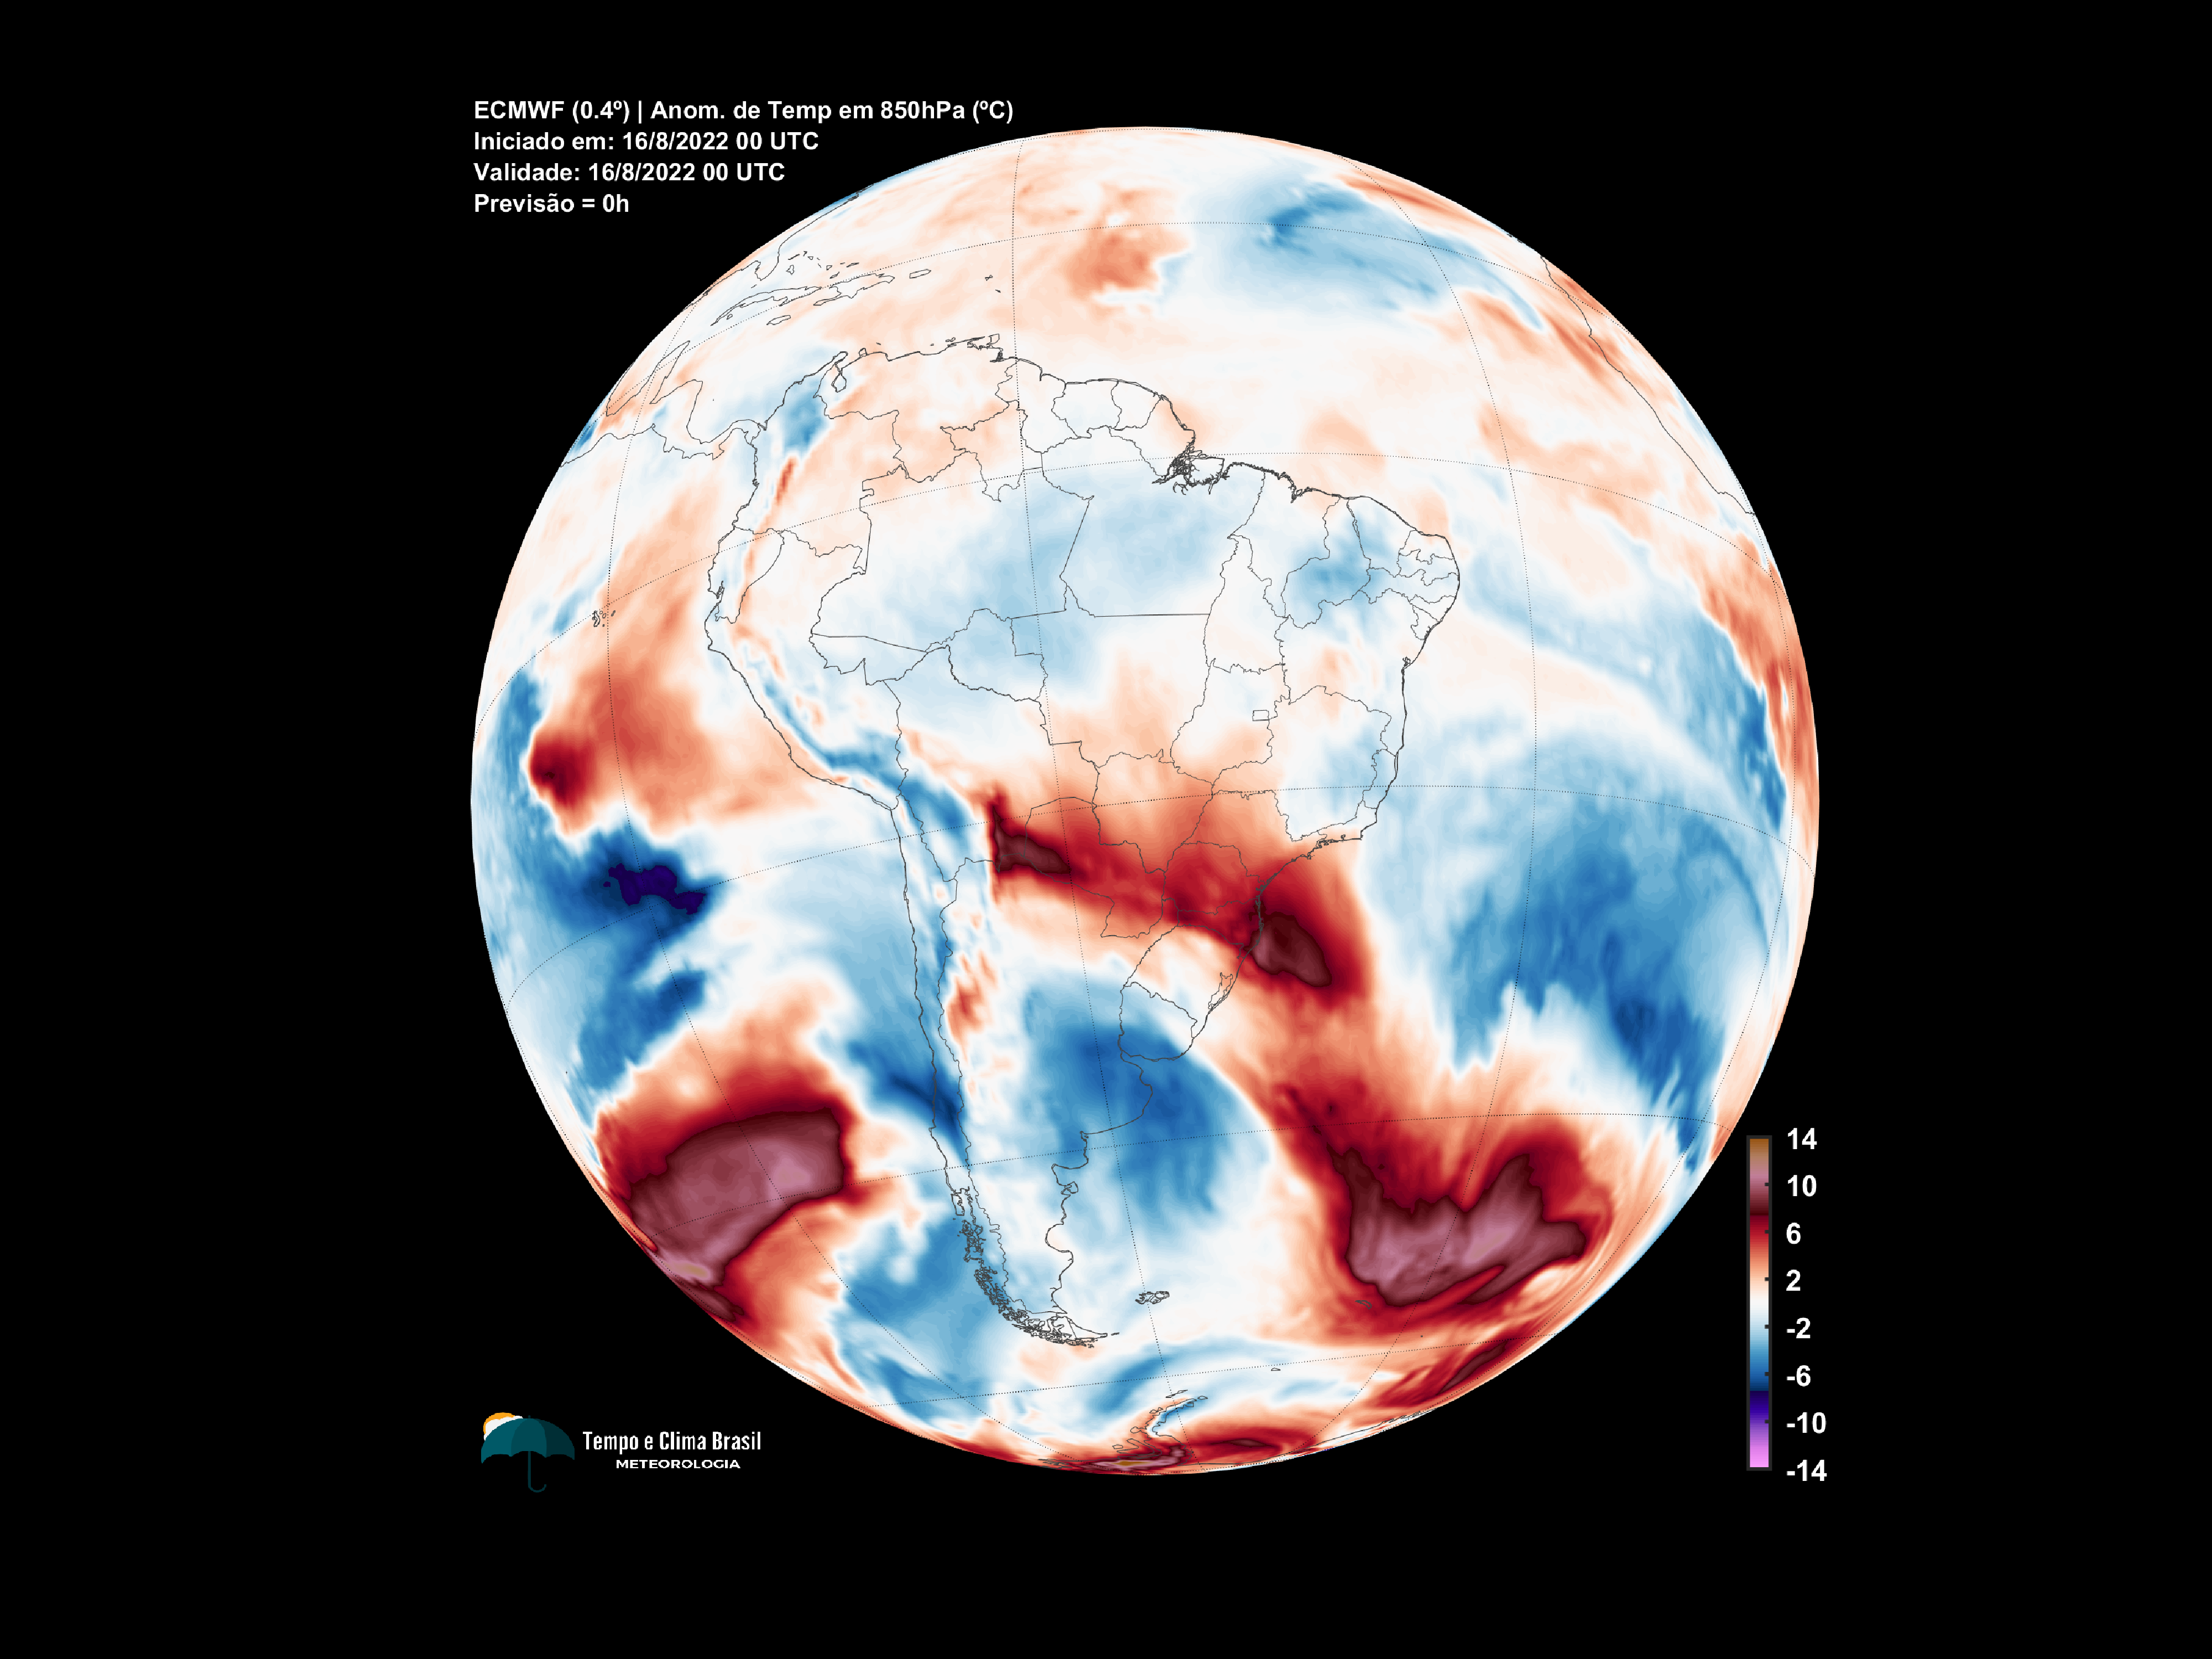 ECMWF (0.4º) | Anom. de Temp em 850hPa (ºC)
Iniciado em: 16/8/2022 00 UTC
Validade: 16/8/2022 00 UTC
Previsão = 0h
14
10
6
2
-2
-6
-10
-14
Tempo e Clima Brasil
METEOROLOGIA